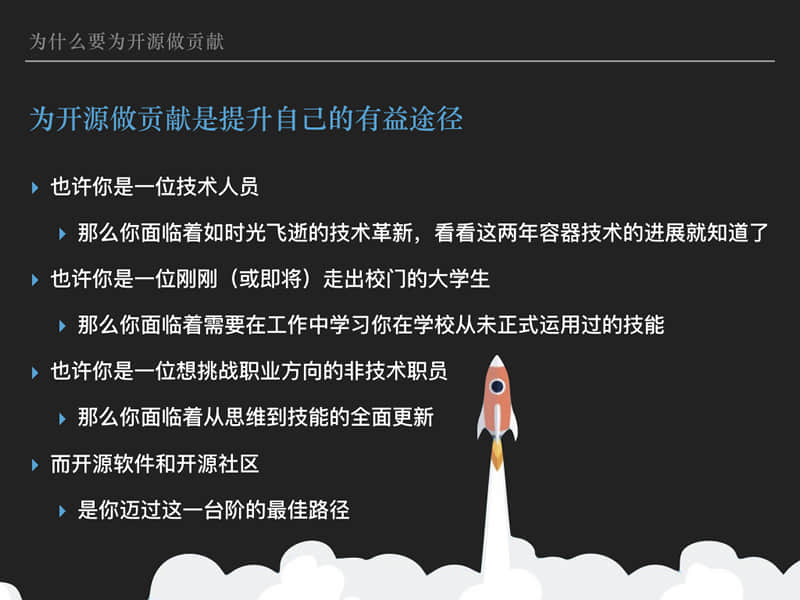 为什么要为开源做贡献
为开源做贡献是提升自己的有益途径
也许你是一位技术人员
那么你面临着如时光飞逝的技术革新，看看这两年容器技术的进展就知道了
也许你是一位刚刚（或即将）走出校门的大学生
那么你面临着需要在工作中学习你在学校从未正式运用过的技能
也许你是一位想挑战职业方向的非技术职员
那么你面临着从思维到技能的全面更新
而开源软件和开源社区
是你迈过这一台阶的最佳路径